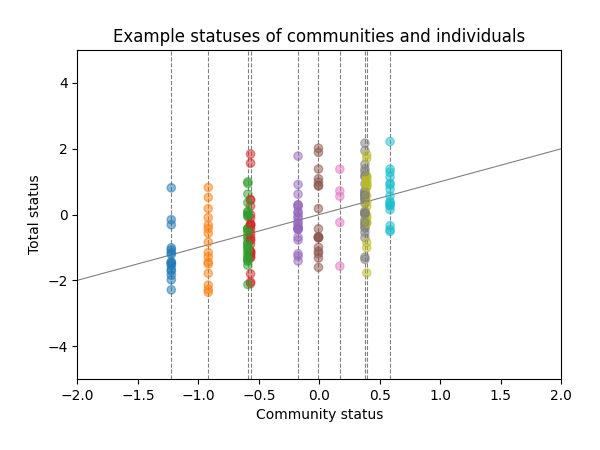 Example statuses of communities and individuals
4
2
0
−2
−4
Total status
−2.0 −1.5 −1.0 −0.5 0.0 0.5 1.0 1.5 2.0
Community status